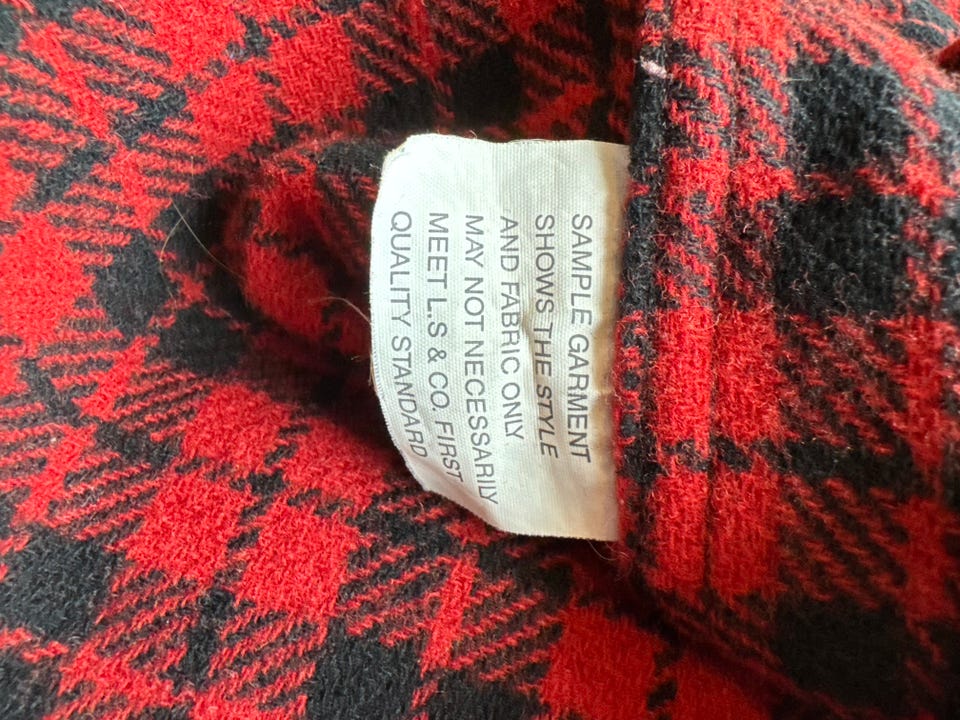 SAMPLE GARMENT
SHOWS THE STYLE
AND FABRIC ONLY
MAY NOT NECESSARILY
MEET L.S & CO. FIRST
QUALITY STANDARD